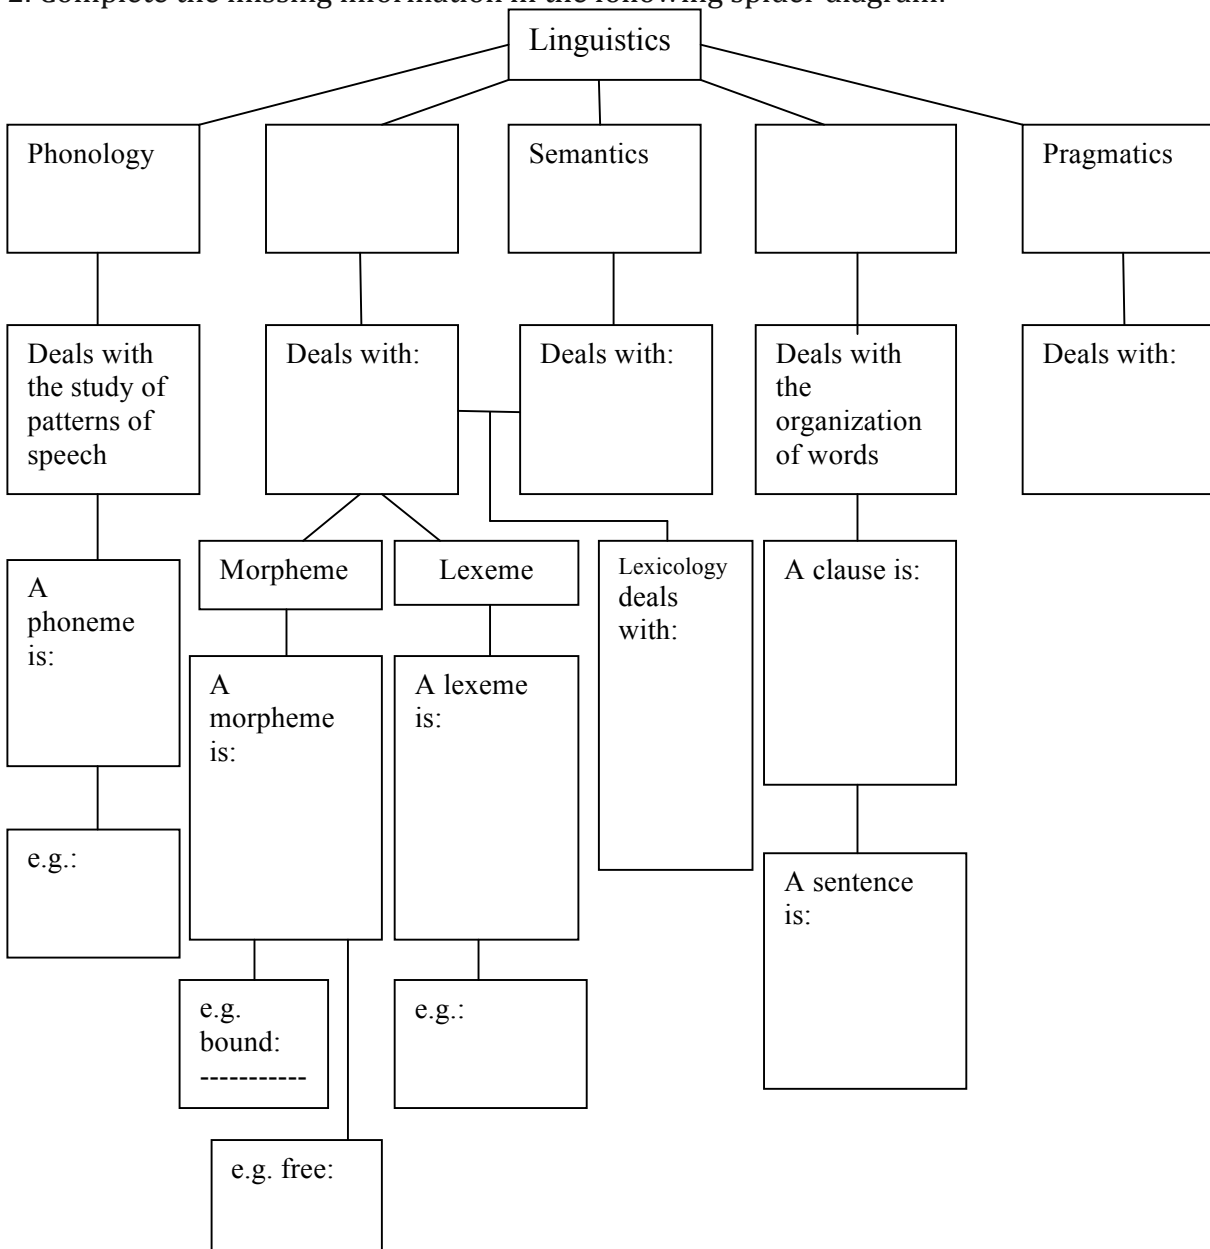 2. Complete the missing information in the following spider diagram:
Linguistics
Phonology
Semantics
Pragmatics
Deals with
the study of
patterns of
speech
Deals with:
Deals with:
Deals with
the
organization
of words
Deals with:
A
phoneme
is:
Morpheme
Lexeme
Lexicology
deals
with:
A clause is:
A
morpheme
is:
A lexeme
is:
e.g.:
A sentence
is:
e.g.
bound:
-----------
e.g.:
e.g. free: